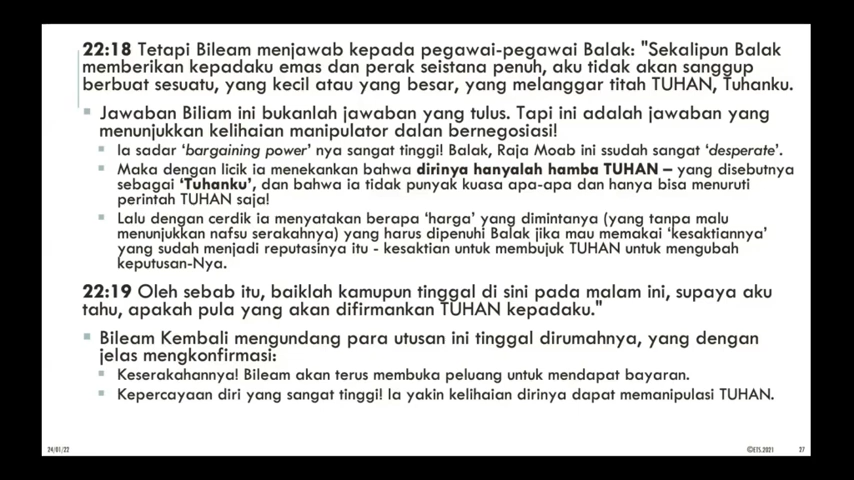 22:18 Tetapi Bileam menjawab kepada pegawai-pegawai Balak: "Sekalipun Balak
memberikan kepadaku emas dan perak seistana penuh, aku tidak akan sanggup
berbuat sesuatu, yang kecil atau yang besar, yang melanggar titah TUHAN, Tuhanku.
Jawaban Biliam ini bukanlah jawaban yang tulus. Tapi ini adalah jawaban yang
menunjukkan kelihaian manipulator dalan bernegosiasi!
Ia sadar 'bargaining power' nya sangat tinggi! Balak, Raja Moab ini ssudah sangat 'desperate'.
Maka dengan licik ia menekankan bahwa dirinya hanyalah hamba TUHAN – yang disebutnya
sebagai 'Tuhanku', dan bahwa ia tidak punyak kuasa apa-apa dan hanya bisa menuruti
perintah TUHAN saja!
Lalu dengan cerdik ia menyatakan berapa 'harga' yang dimintanya (yang tanpa malu
menunjukkan nafsu serakahnya) yang harus dipenuhi Balak jika mau memakai 'kesaktiannya'
yang sudah menjadi reputasinya itu - kesaktian untuk membujuk TUHAN untuk mengubah
keputusan-Nya.
22:19 Oleh sebab itu, baiklah kamupun tinggal di sini pada malam ini, supaya aku
tahu, apakah pula yang akan difirmankan TUHAN kepadaku."
Bileam Kembali mengundang para utusan ini tinggal dirumahnya, yang dengan
jelas mengkonfirmasi:
Keserakahannya! Bileam akan terus membuka peluang untuk mendapat bayaran.
Kepercayaan diri yang sangat tinggi! Ia yakin kelihaian dirinya dapat memanipulasi TUHAN.
24/01/22 ©ETS.2021 27